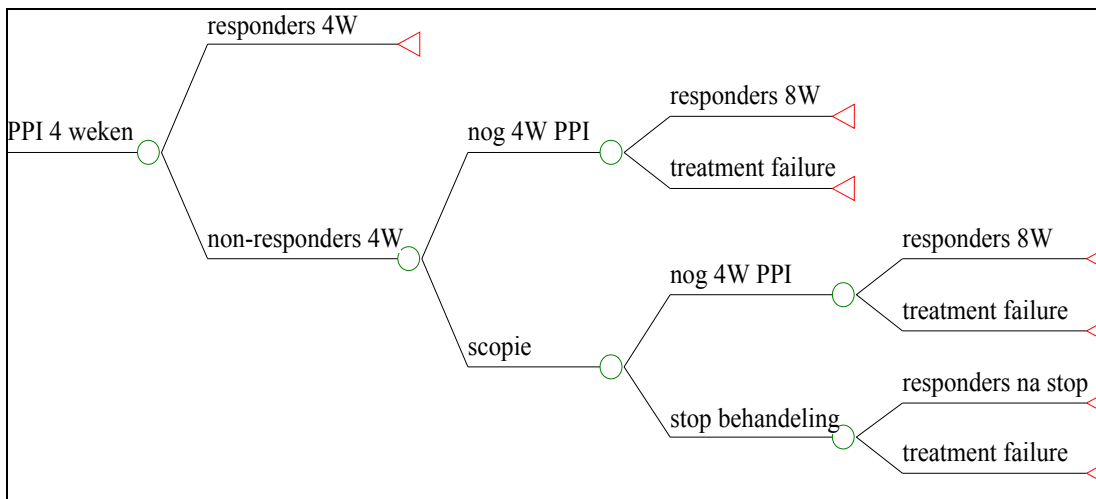 responders 4W
PPI 4 weken
responders 8W
nog 4W PPI
treatment failure
non-responders 4W
responders 8W
nog 4W PPI
treatment failure
scopie
responders na stop
stop behandeling
treatment failure